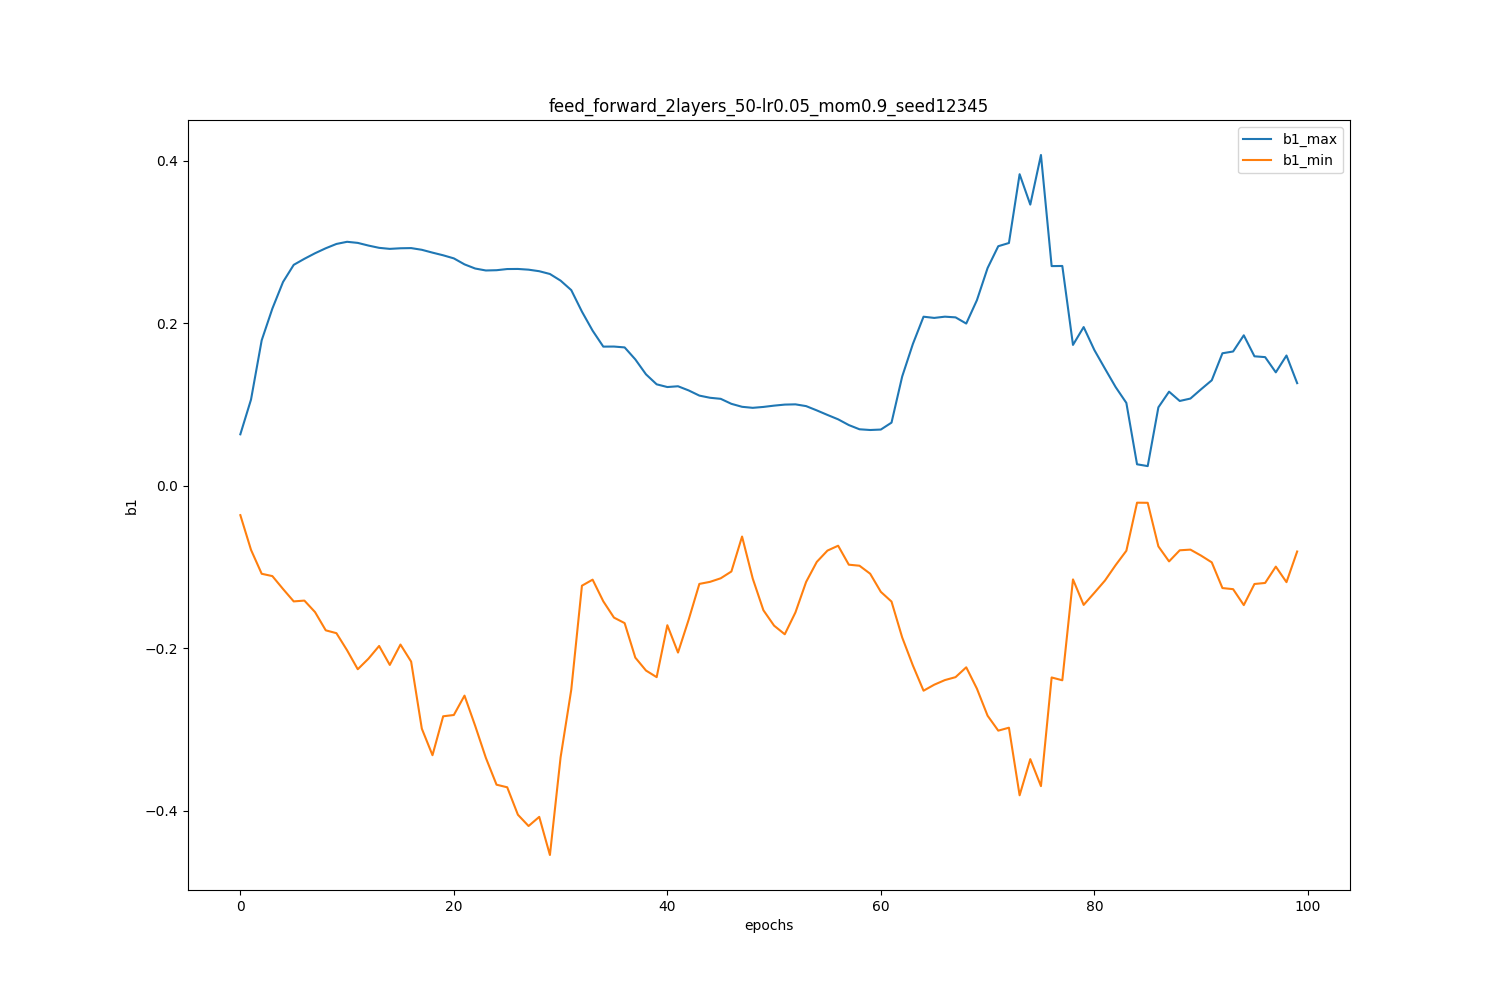 feed_forward_2layers_50-lr0.05_mom0.9_seed12345
b1_max
b1_min
0.4
0.2
0.0
−0.2
−0.4
b1
0 20 40 60 80 100
epochs